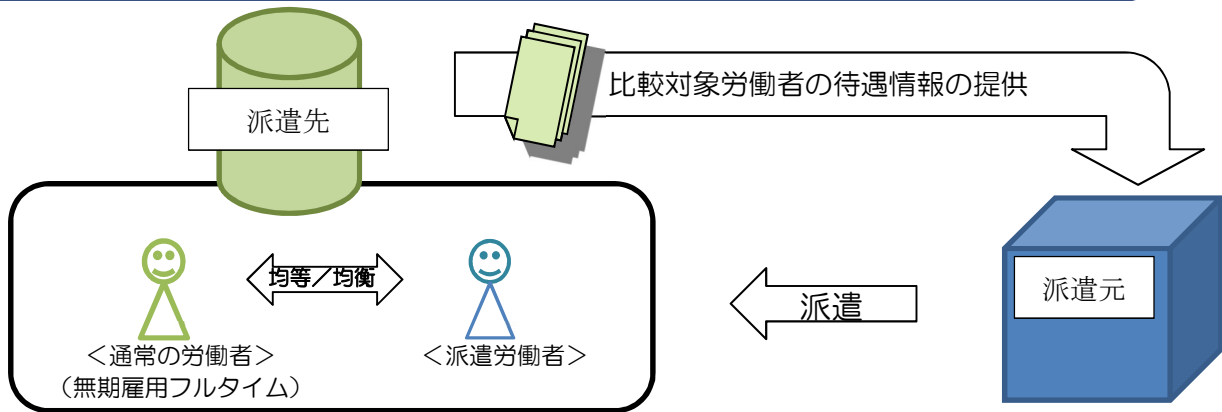 派遣先
比較対象労働者の待遇情報の提供
均等/均衡
派遣元
派遣
<通常の労働者>
(無期雇用フルタイム)
<派遣労働者>